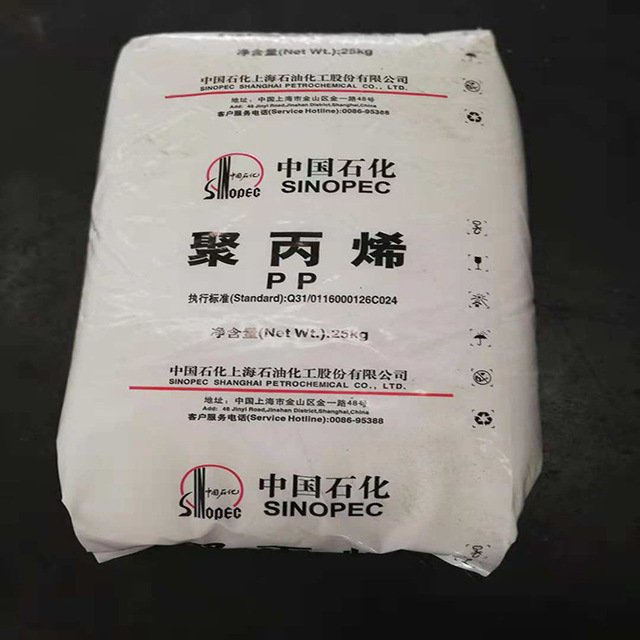 净含量(Net Wt.):25kg
中国石化上海石油化工股份有限公司
SINOPEC SHANGHAI PETROCHEMICAL CO., LTD.
地址：中国上海市金山区金一路48号
Add: 48 Jinyi Road,Jinshan District,Shanghai,China
客户服务电话(Service Hotline):0086-95388
中国石化
SINOPEC
中国石化
SINOPEC
聚丙烯
PP
执行标准(Standard):Q31/0116000126C024
净含量(Net Wt.):25kg
中国石化上海石油化工股份有限公司
SINOPEC SHANGHAI PETROCHEMICAL CO., LTD.
地址：中国上海市金山区金一路48号
Add: 48 Jinyi Road,Jinshan District,Shanghai,China
客户服务电话(Service Hotline):0086-95388
中国石化
SINOPEC
中国石化
SINOPEC
聚丙烯